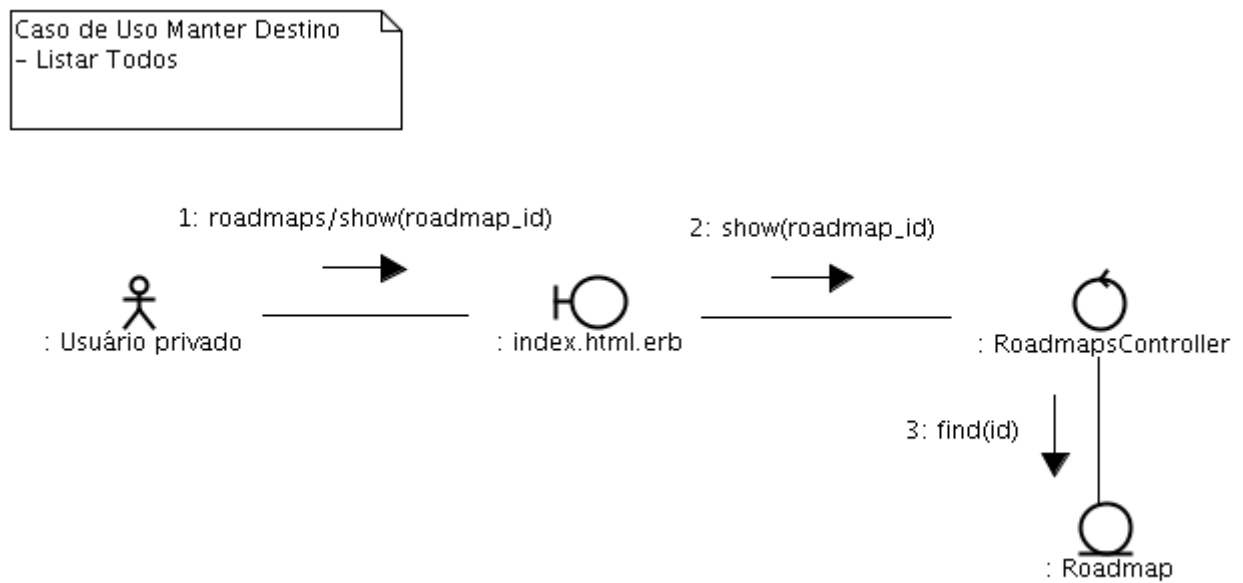 Caso de Uso Manter Destino
– Listar Todos
1: roadmaps/show(roadmap_id)
2: show(roadmap_id)
: Usuário privado
: index.html.erb
: RoadmapsController
3: find(id)
: Roadmap